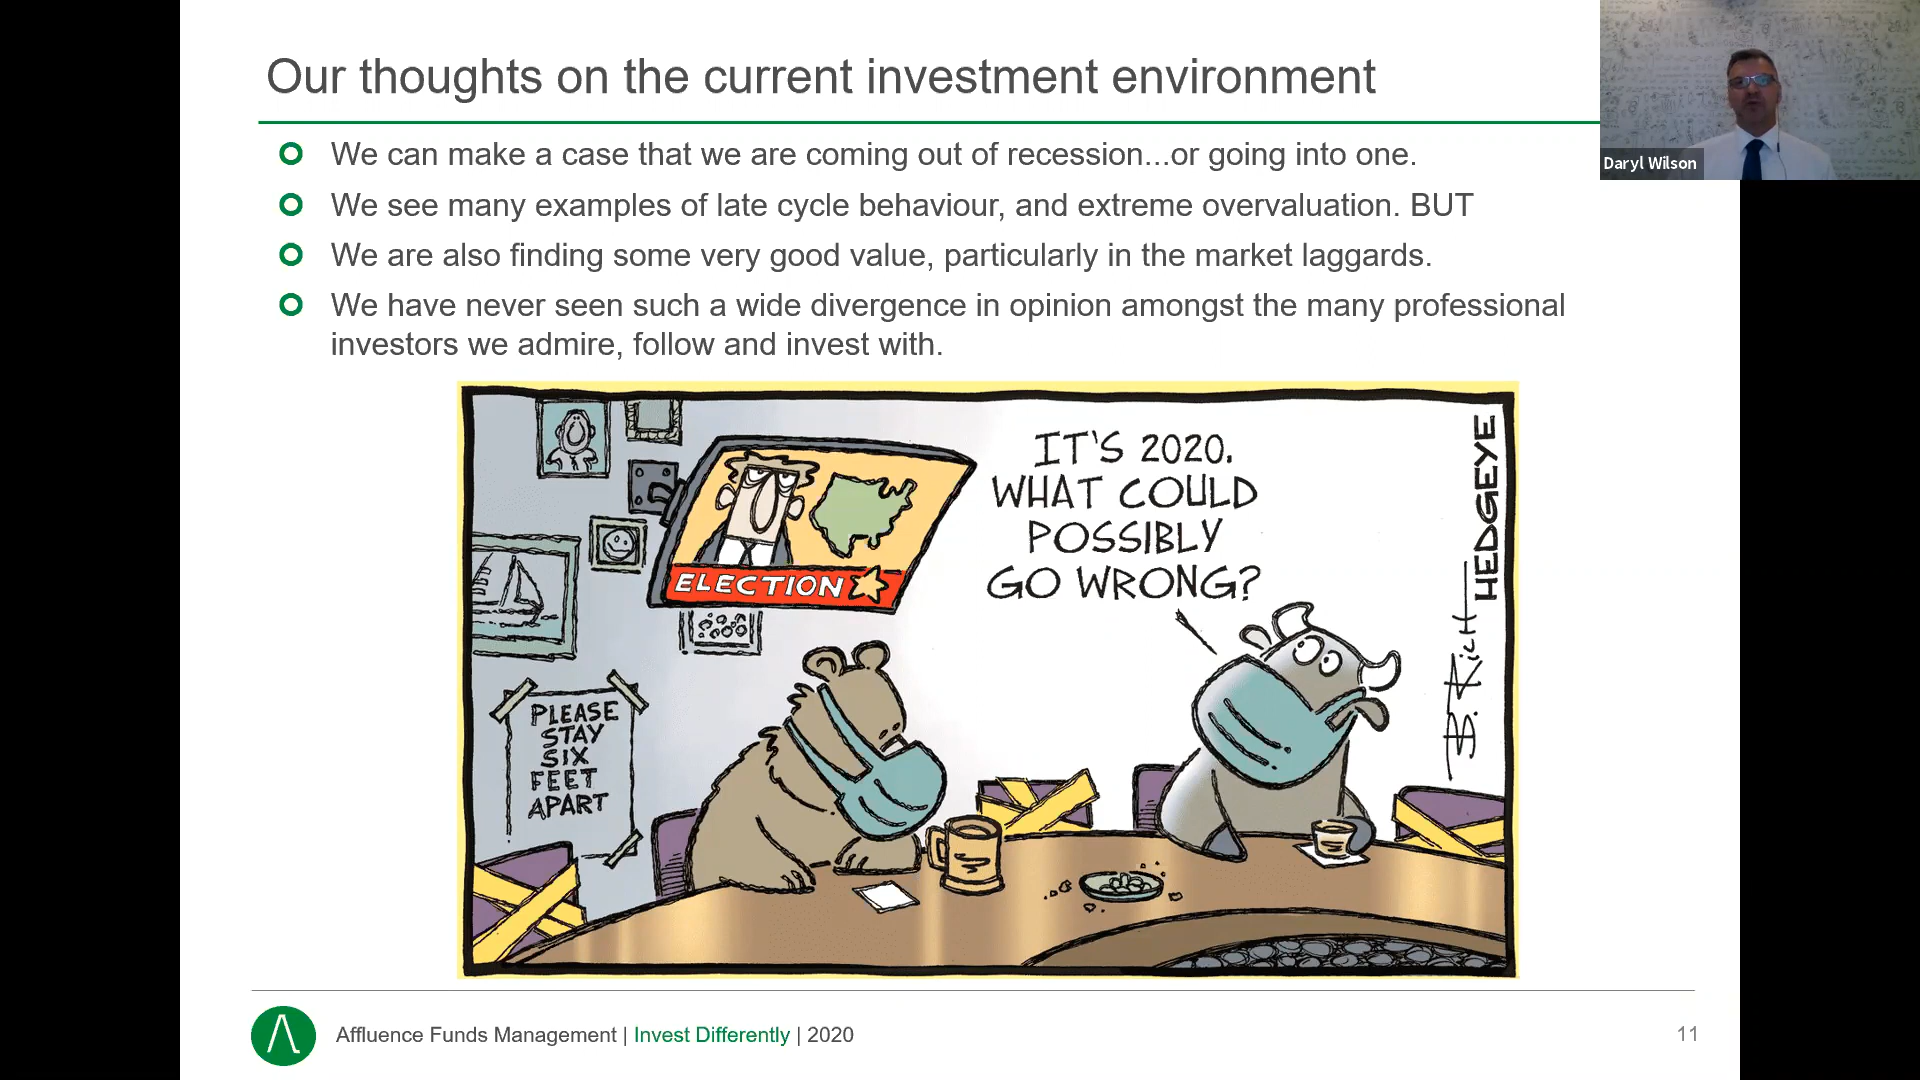 Our thoughts on the current investment environment
Daryl Wilson
We can make a case that we are coming out of recession...or going into one.
We see many examples of late cycle behaviour, and extreme overvaluation. BUT
We are also finding some very good value, particularly in the market laggards.
We have never seen such a wide divergence in opinion amongst the many professional
investors we admire, follow and invest with.
IT'S 2020.
WHAT COULD
POSSIBLY
GO WRONG?
ELECTION
PLEASE
STAY
SIX
FEET
APART
HEDGEYE
B. Rich
Affluence Funds Management | Invest Differently | 2020
11